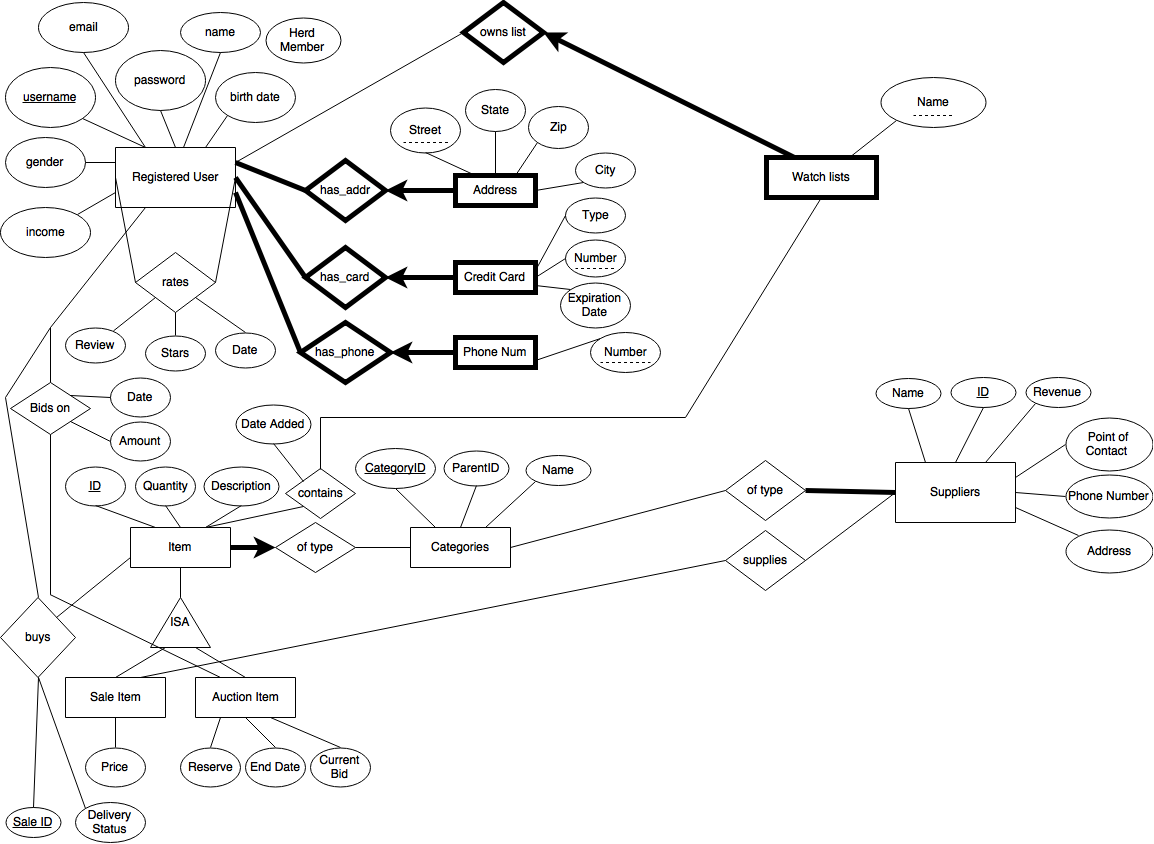 owns list
email
name
Herd
Member
password
username
birth date
Name
State
Street
Zip
gender
Registered User
City
Watch lists
has_addr
Address
Type
income
Number
rates
has_card
Credit Card
Expiration
Date
Review
Stars
Date
has_phone
Phone Num
Number
Bids on
Date
Name
ID
Revenue
Date Added
Amount
Point of
Contact
CategoryID
ParentID
Name
ID
Quantity
Description
contains
of type
Suppliers
Phone Number
Item
of type
Categories
Address
supplies
ISA
buys
Sale Item
Auction Item
Price
Reserve
End Date
Current
Bid
Sale ID
Delivery
Status